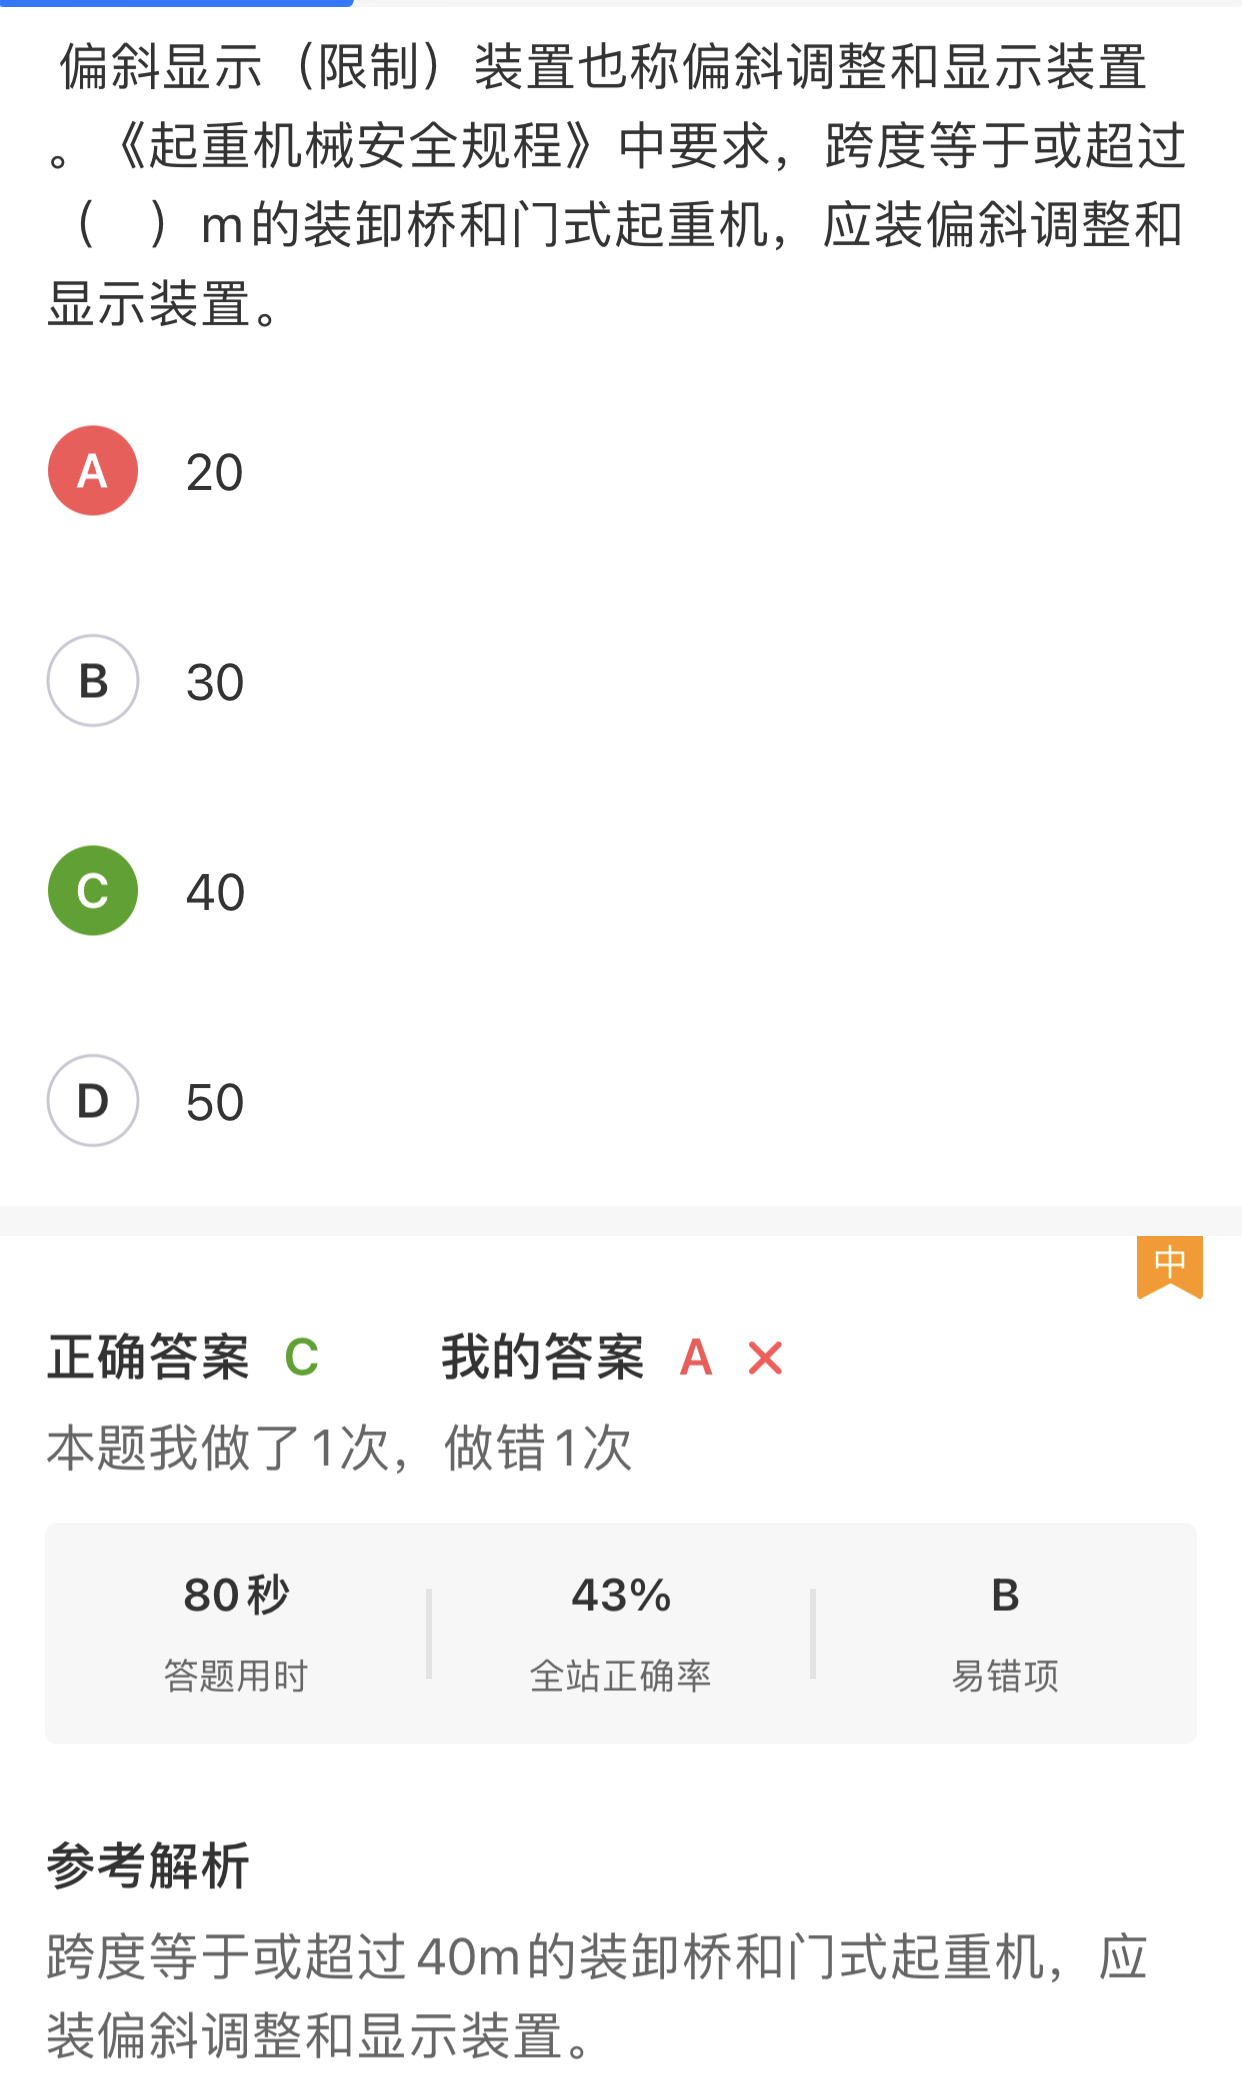 偏斜显示（限制）装置也称偏斜调整和显示装置
。《起重机械安全规程》中要求，跨度等于或超过
（　）m的装卸桥和门式起重机，应装偏斜调整和
显示装置。
A 20
B 30
C 40
D 50
中
正确答案 C 我的答案 A
本题我做了1次，做错1次
80秒 43% B
答题用时 全站正确率 易错项
参考解析
跨度等于或超过40m的装卸桥和门式起重机，应
装偏斜调整和显示装置。